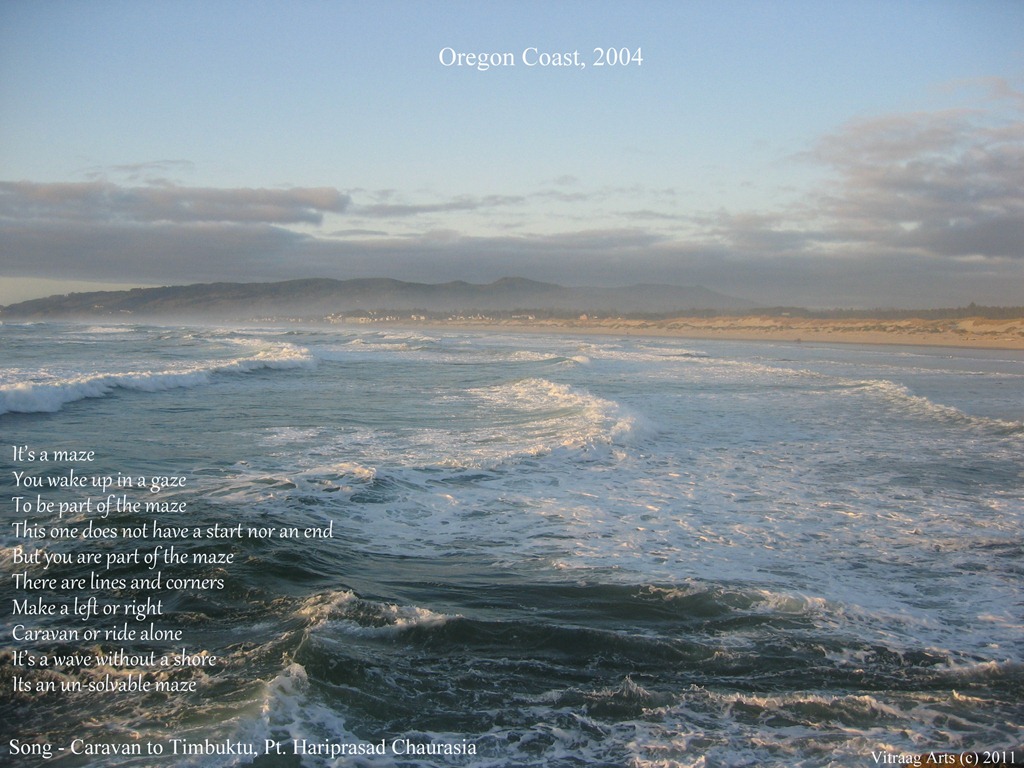 Oregon Coast, 2004
It's a maze
You wake up in a gaze
To be part of the maze
This one does not have a start nor an end
But you are part of the maze
There are lines and corners
Make a left or right
Caravan or ride alone
It's a wave without a shore
Its an un-solvable maze
Song - Caravan to Timbuktu, Pt. Hariprasad Chaurasia
Vitraag Arts (c) 2011